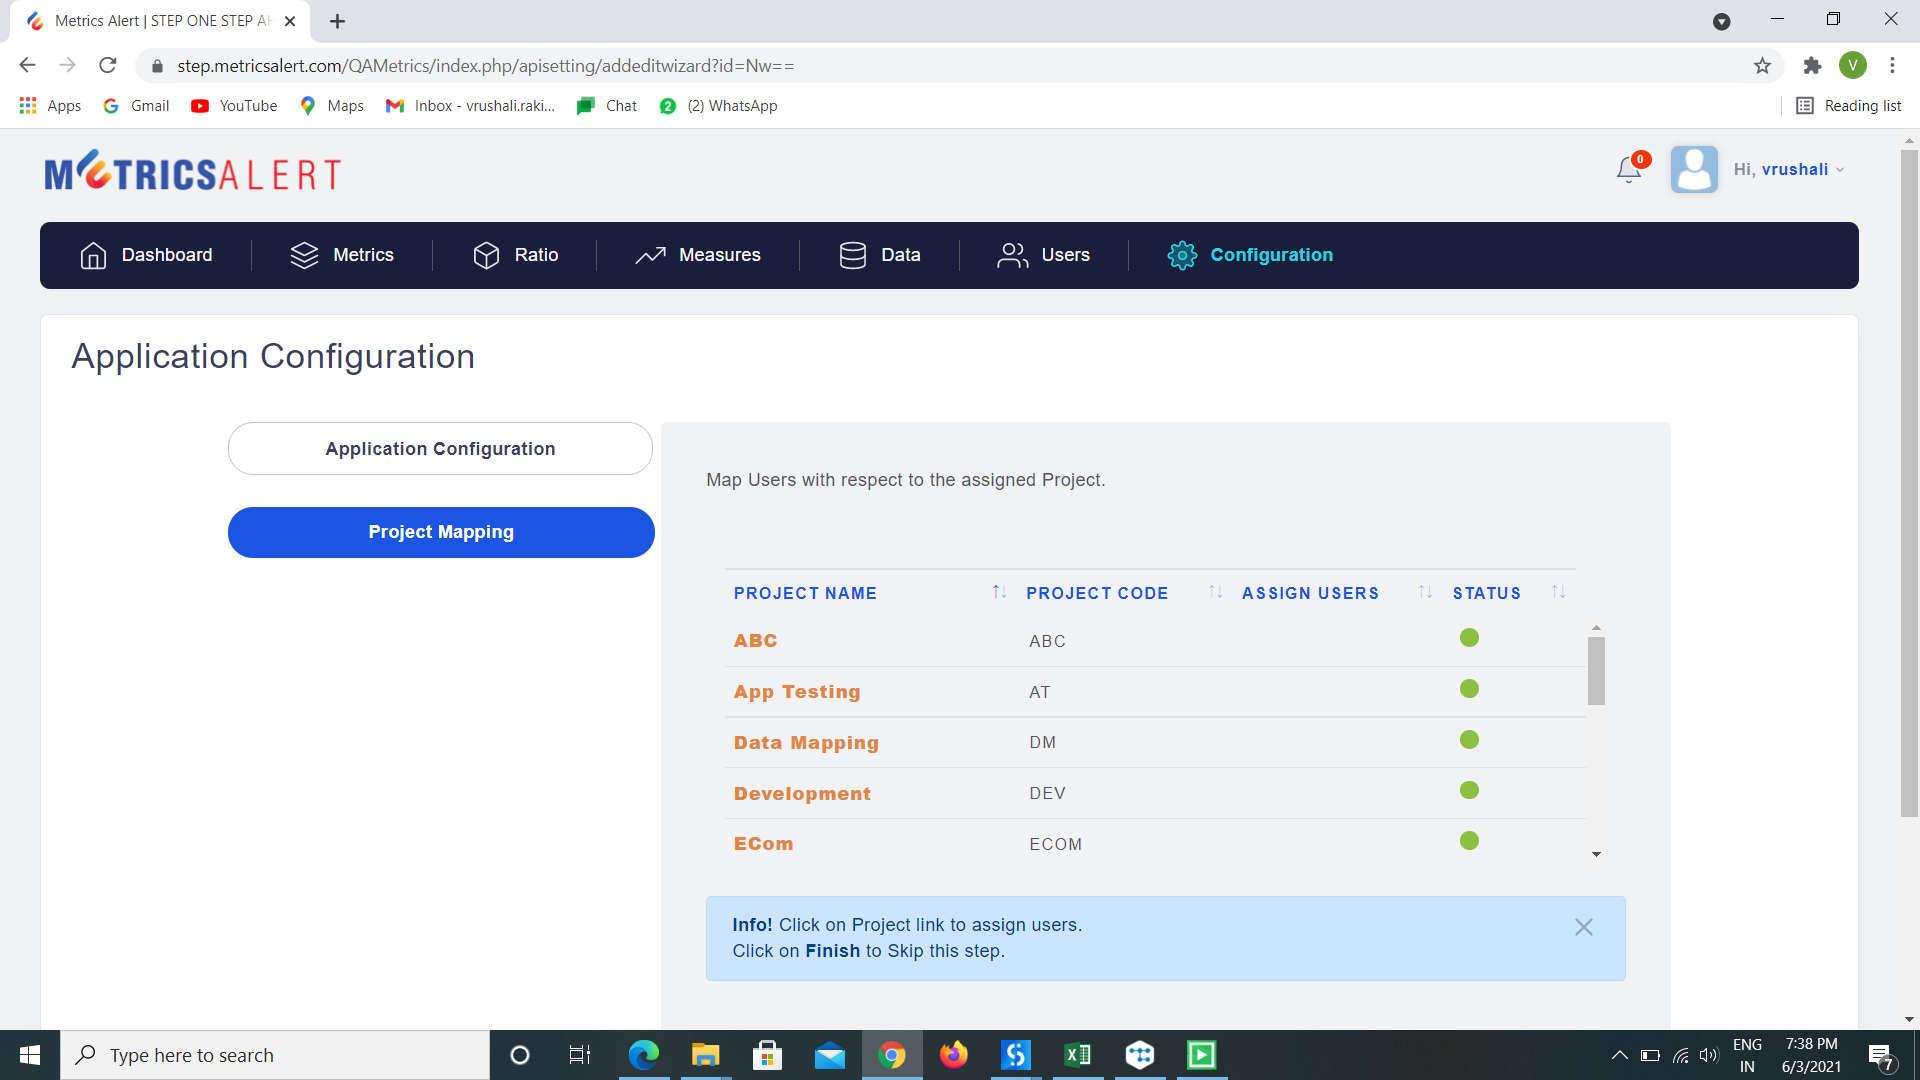 Metrics Alert | STEP ONE STEP AH
step.metricsalert.com/QAMetrics/index.php/apisetting/addeditwizard?id=Nw==
V
Apps Gmail YouTube Maps Inbox - vrushali.raki... Chat 2 (2) WhatsApp Reading list
METRICSALERT
0
Hi, vrushali
Dashboard Metrics Ratio Measures Data Users Configuration
Application Configuration
Application Configuration
Project Mapping
Map Users with respect to the assigned Project.
PROJECT NAME PROJECT CODE ASSIGN USERS STATUS
ABC ABC
App Testing AT
Data Mapping DM
Development DEV
ECom ECOM
Info! Click on Project link to assign users.
Click on Finish to Skip this step.
Type here to search
ENG
IN
7:38 PM
6/3/2021
7